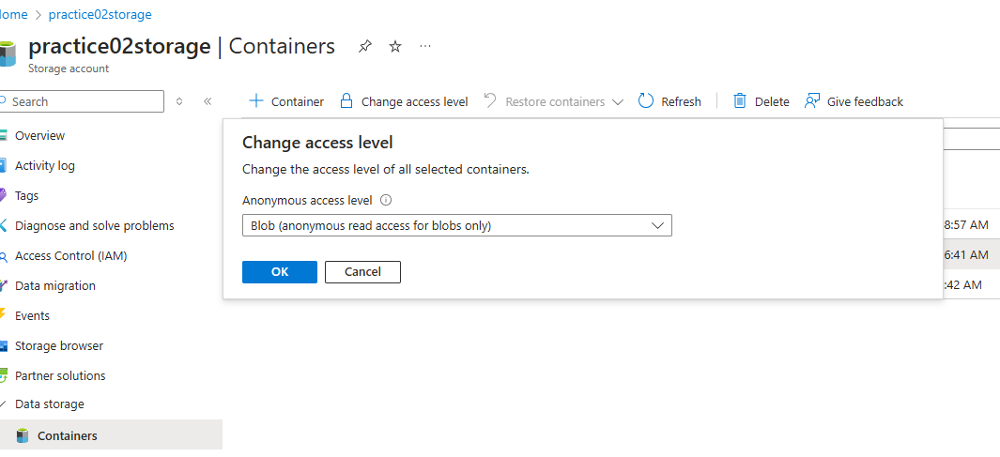 Home > practice02storage
practice02storage | Containers
Storage account
Search
Container
Change access level
Restore containers
Refresh
Delete
Give feedback
Overview
Activity log
Tags
Diagnose and solve problems
Access Control (IAM)
Data migration
Events
Storage browser
Partner solutions
Data storage
Containers
Change access level
Change the access level of all selected containers.
Anonymous access level
Blob (anonymous read access for blobs only)
OK
Cancel
8:57 AM
6:41 AM
:42 AM